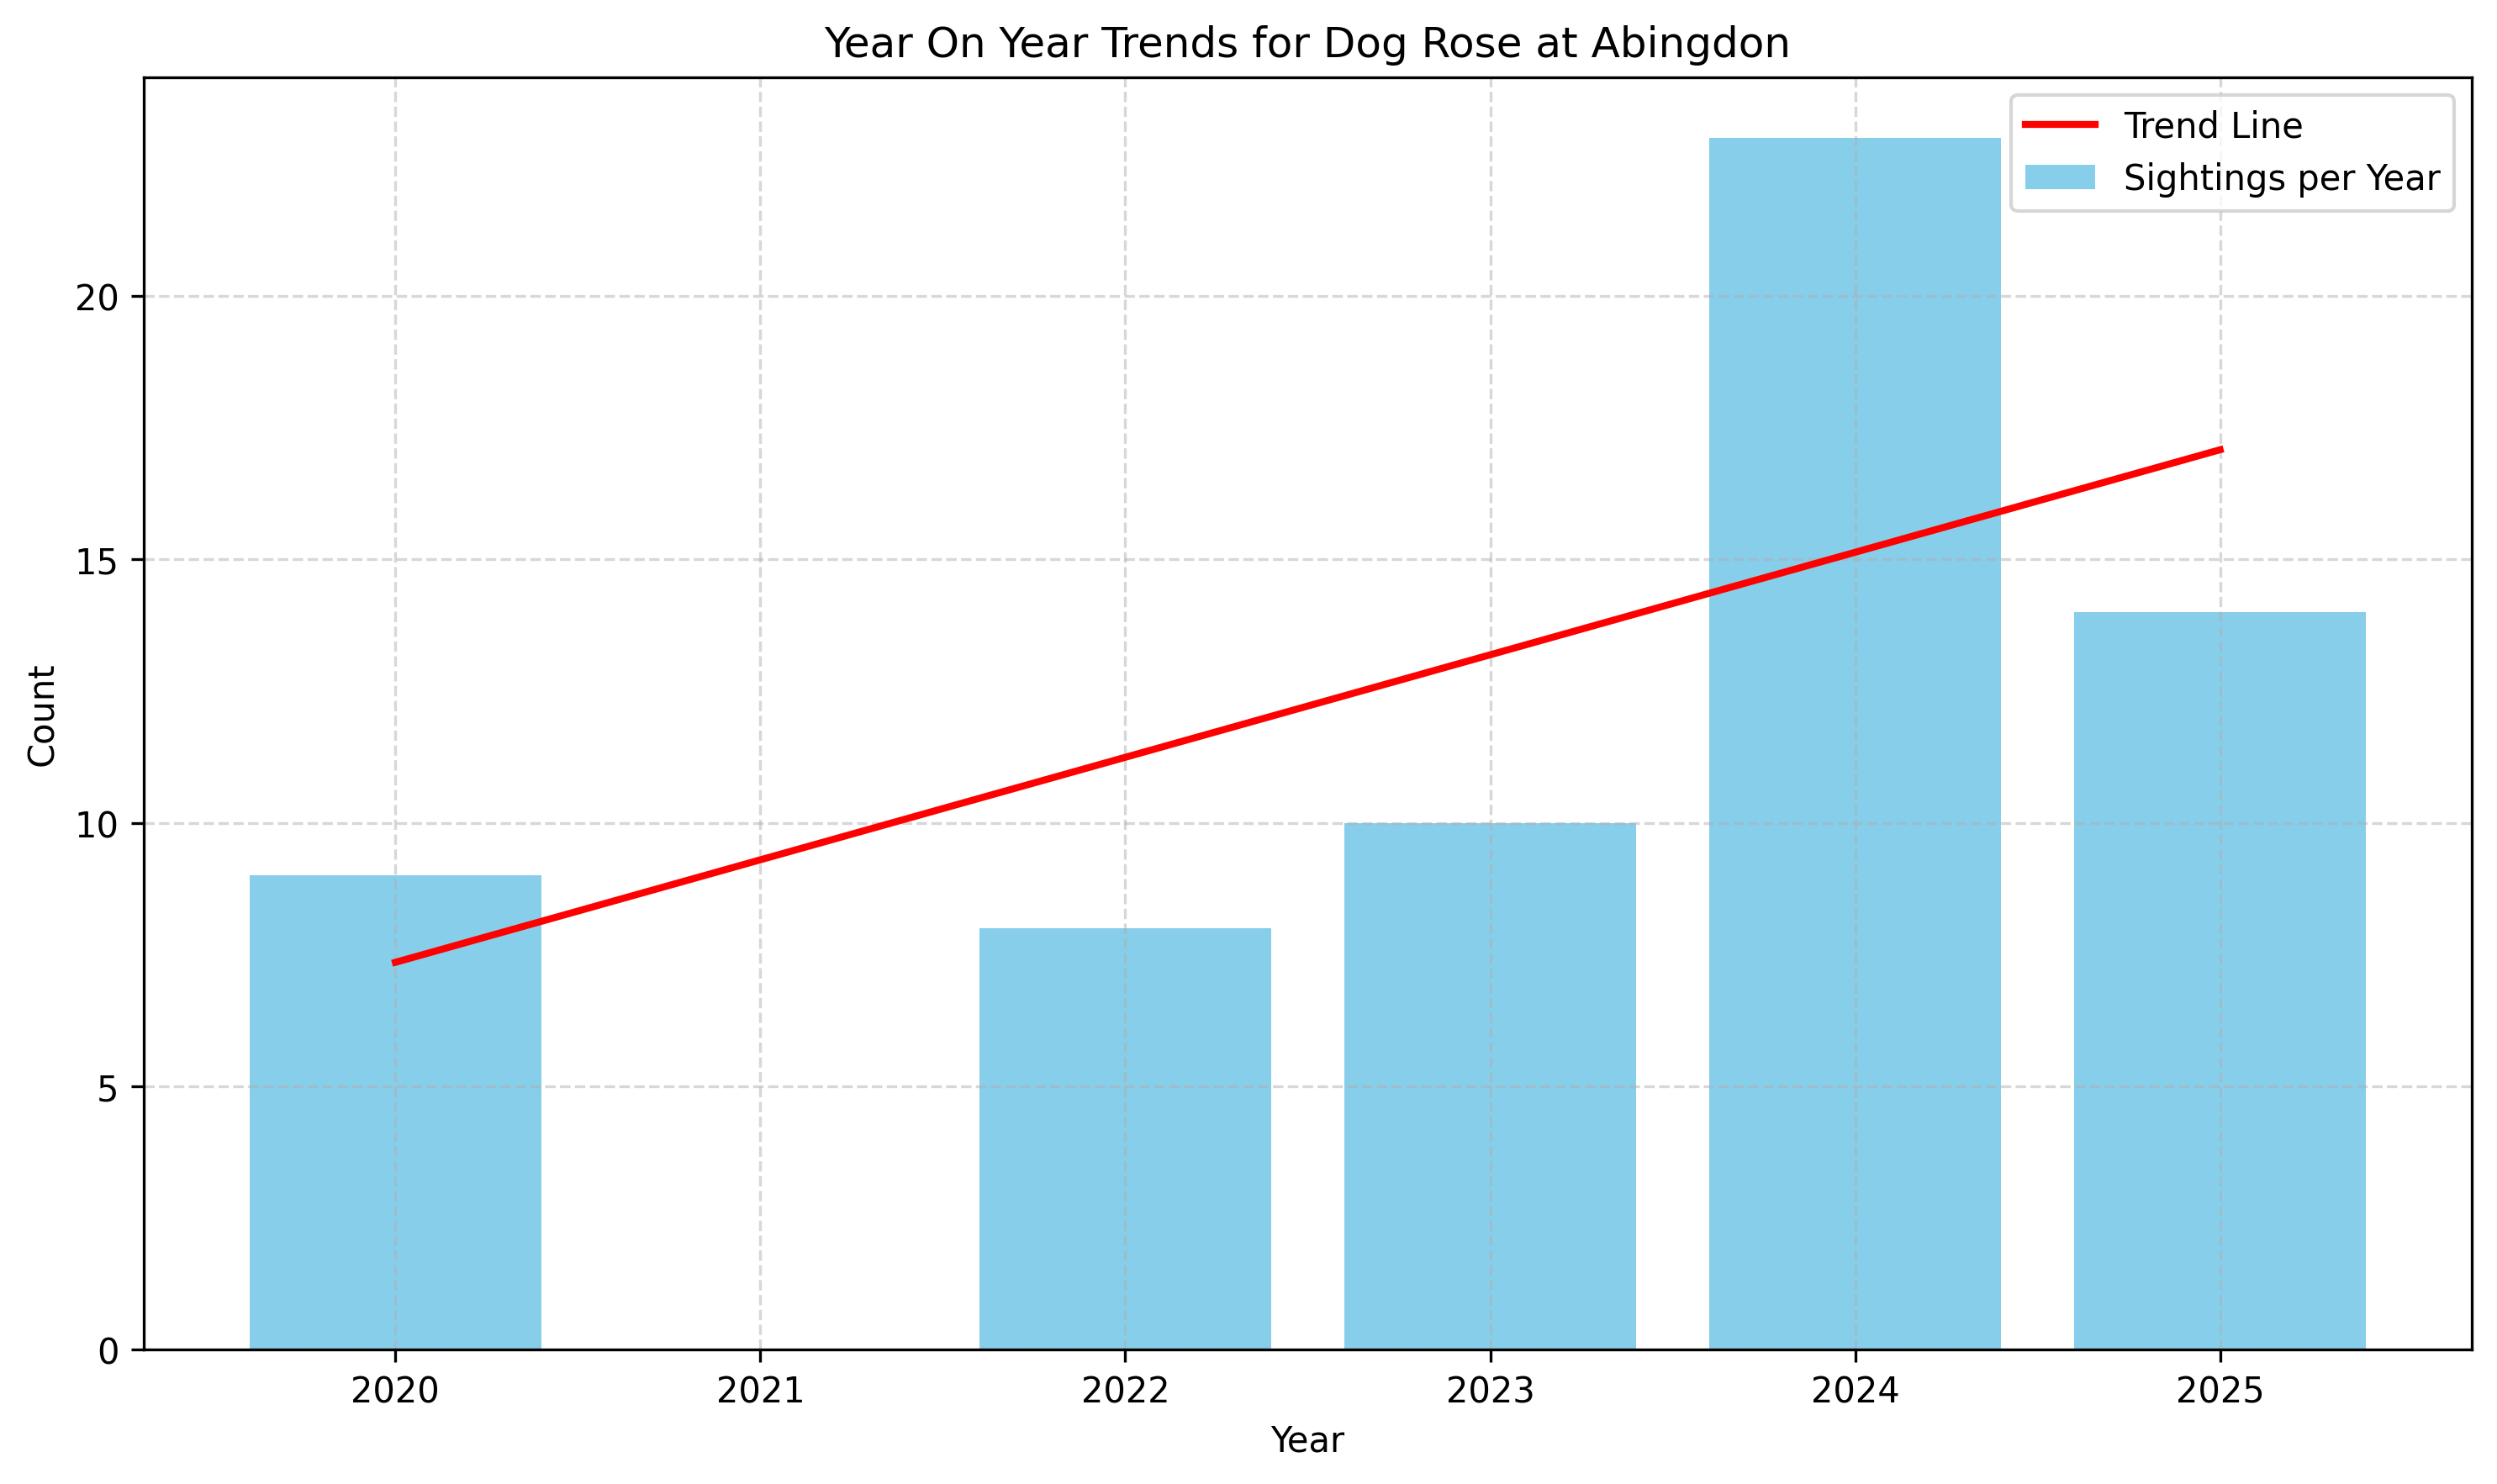 Year On Year Trends for Dog Rose at Abingdon
Trend Line
Sightings per Year
20
15
10
5
0
Count
2020 2021 2022 2023 2024 2025
Year